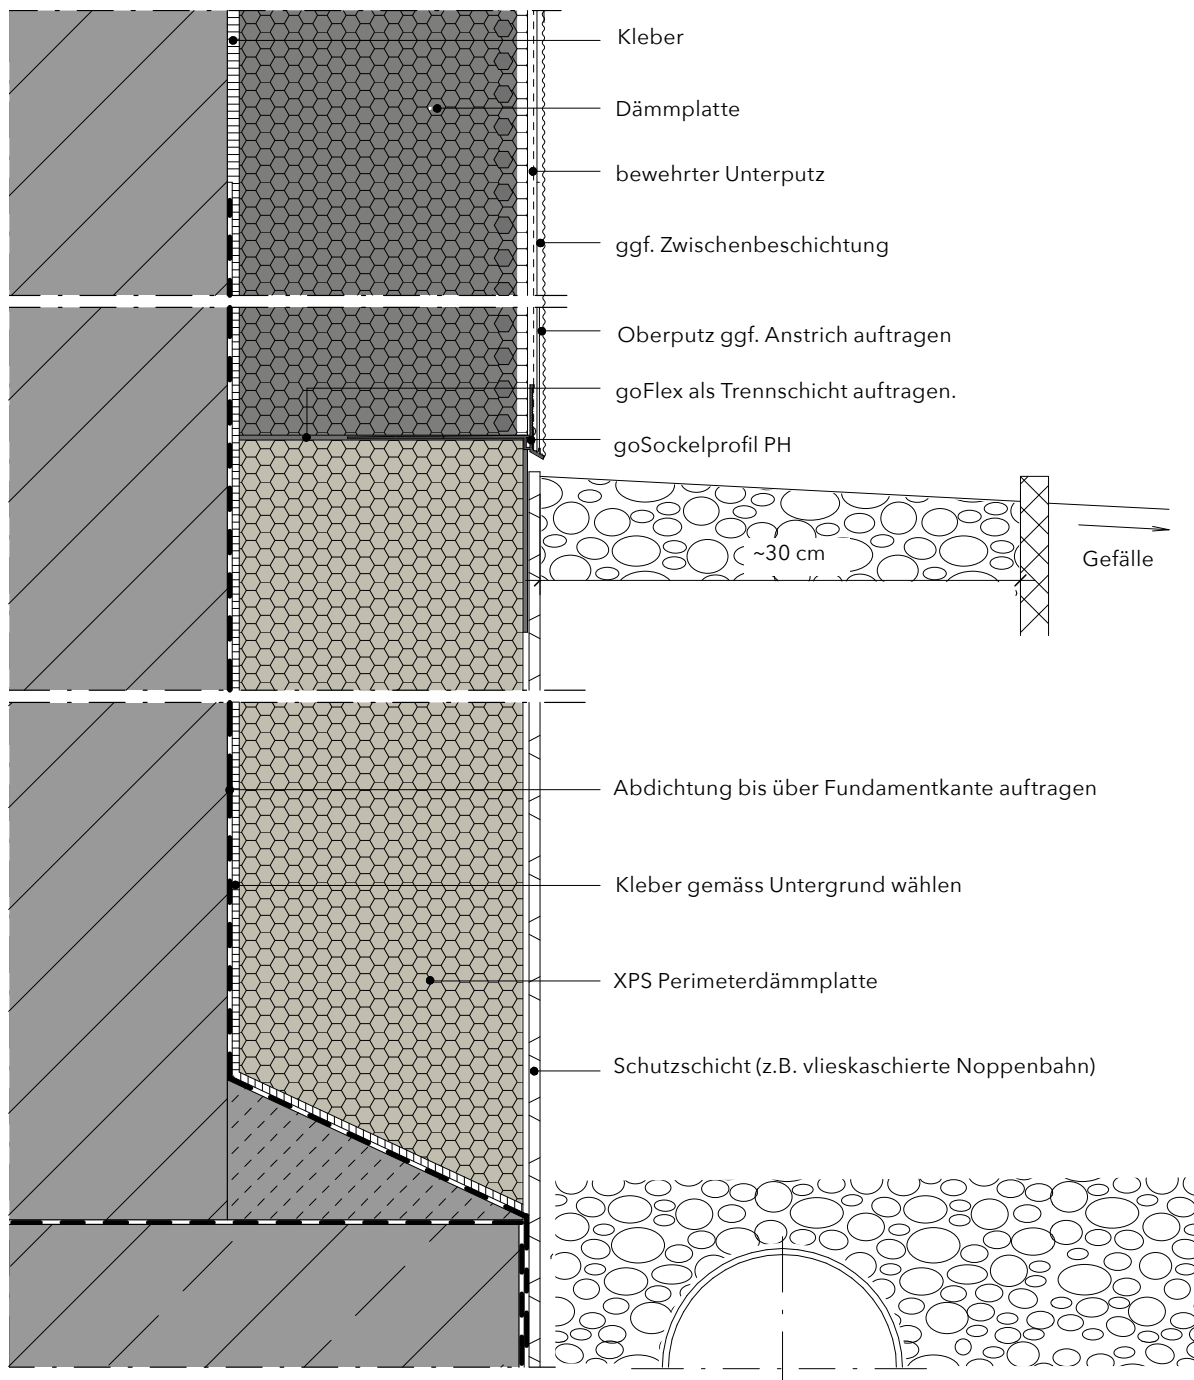 Kleber
Dämmplatte
bewehrter Unterputz
ggf. Zwischenbeschichtung
Oberputz ggf. Anstrich auftragen
goFlex als Trennschicht auftragen.
goSockelprofil PH
~30 cm
Gefälle
Abdichtung bis über Fundamentkante auftragen
Kleber gemäss Untergrund wählen
XPS Perimeterdämmplatte
Schutzschicht (z.B. vlieskaschierte Noppenbahn)